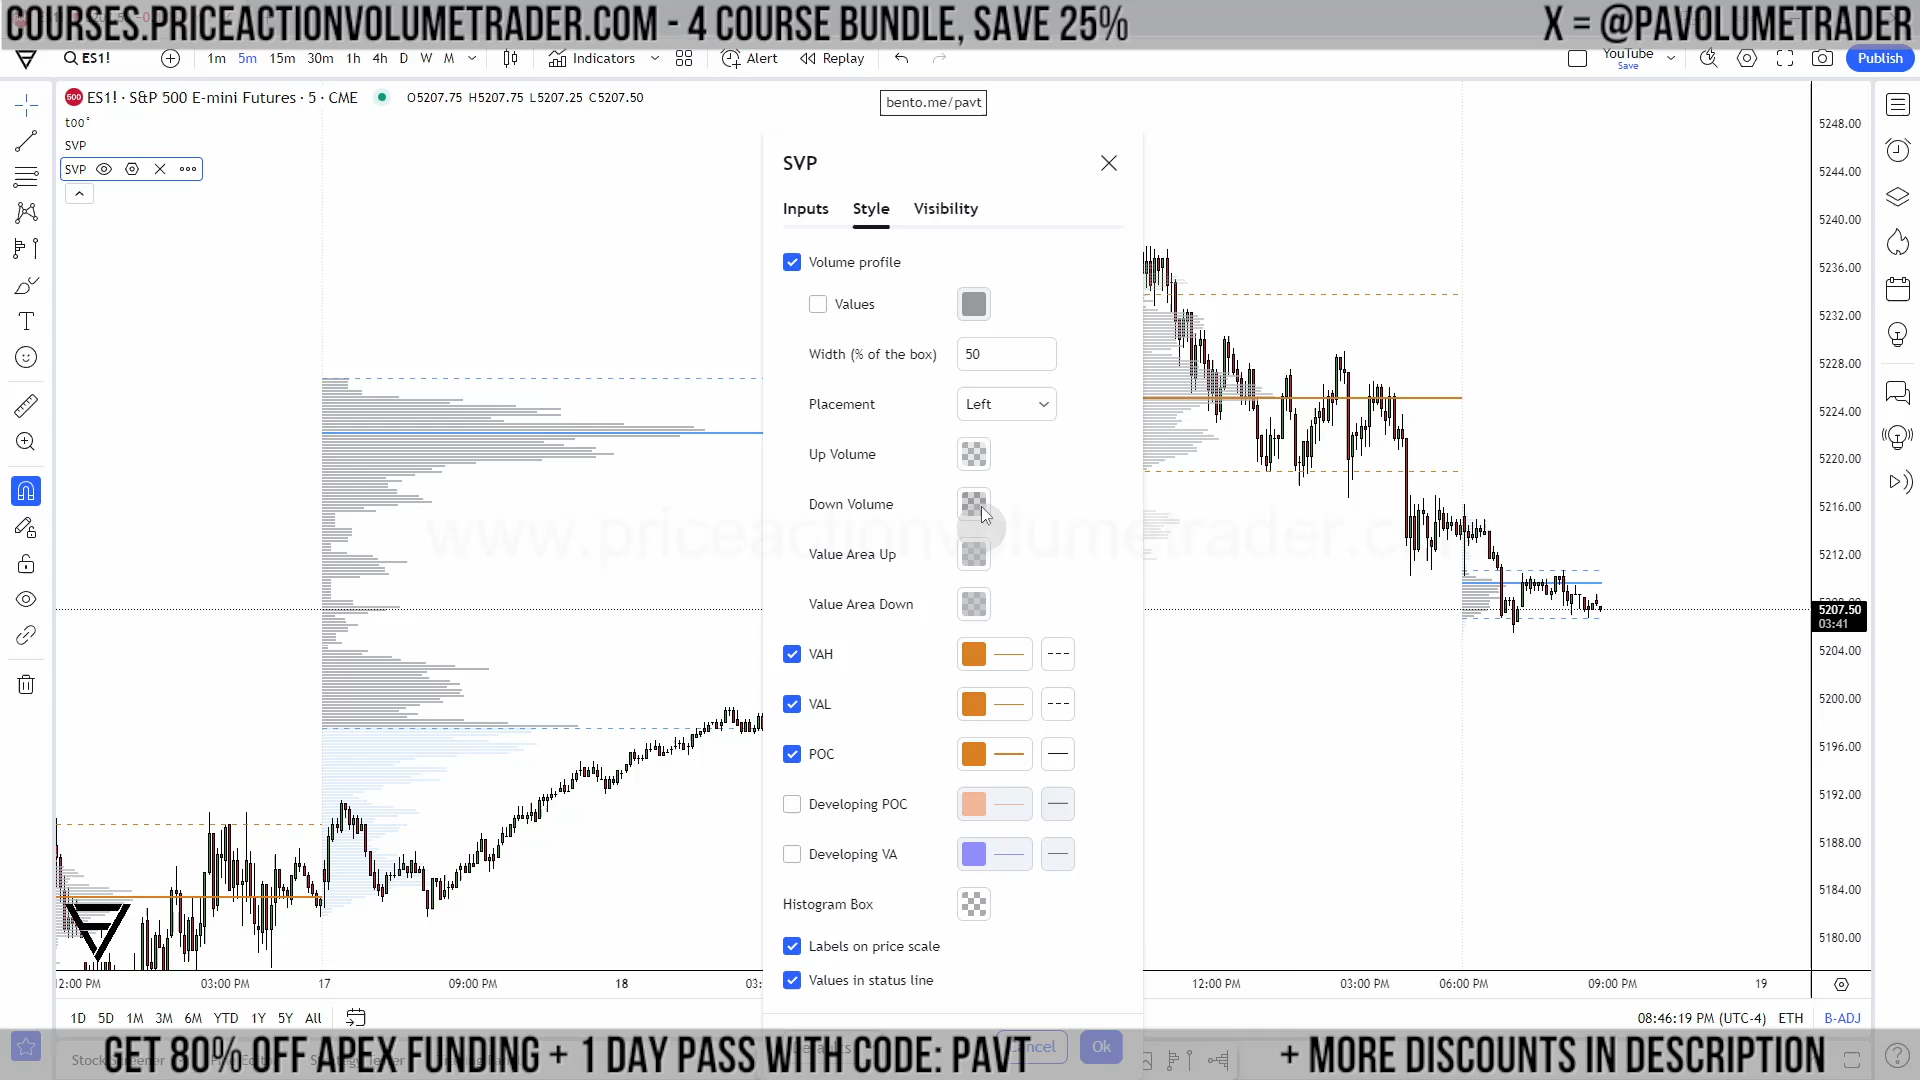 COURSES.PRICEACTIONVOLUMETRADER.COM - 4 COURSE BUNDLE, SAVE 25%
X = @PAVOLUMETRADER
ES1!
1m 5m 15m 30m 1h 4h D W M
Indicators
Alert
Replay
YouTube
Save
Publish
500 ES1! · S&P 500 E-mini Futures · 5 · CME
O5207.75 H5207.75 L5207.25 C5207.50
bento.me/pavt
too°
SVP
SVP
SVP
Inputs Style Visibility
Volume profile
Values
Width (% of the box) 50
Placement Left
Up Volume
Down Volume
Value Area Up
Value Area Down
VAH
VAL
POC
Developing POC
Developing VA
Histogram Box
Labels on price scale
Values in status line
Cancel
Ok
5248.00
5244.00
5240.00
5236.00
5232.00
5228.00
5224.00
5220.00
5216.00
5212.00
5207.50
03:41
5204.00
5200.00
5196.00
5192.00
5188.00
5184.00
5180.00
12:00 PM 03:00 PM 17 09:00 PM 18 12:00 PM 03:00 PM 06:00 PM 09:00 PM 19
1D 5D 1M 3M 6M YTD 1Y 5Y All
08:46:19 PM (UTC-4) ETH B-ADJ
GET 80% OFF APEX FUNDING + 1 DAY PASS WITH CODE: PAVT
+ MORE DISCOUNTS IN DESCRIPTION